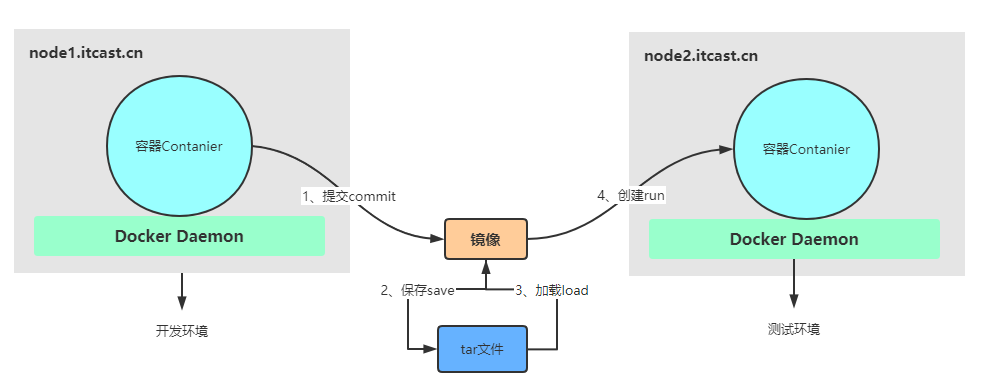 node1.itcast.cn
node2.itcast.cn
容器Contanier
容器Contanier
1、提交commit
4、创建run
Docker Daemon
镜像
Docker Daemon
2、保存save
3、加载load
开发环境
测试环境
tar文件